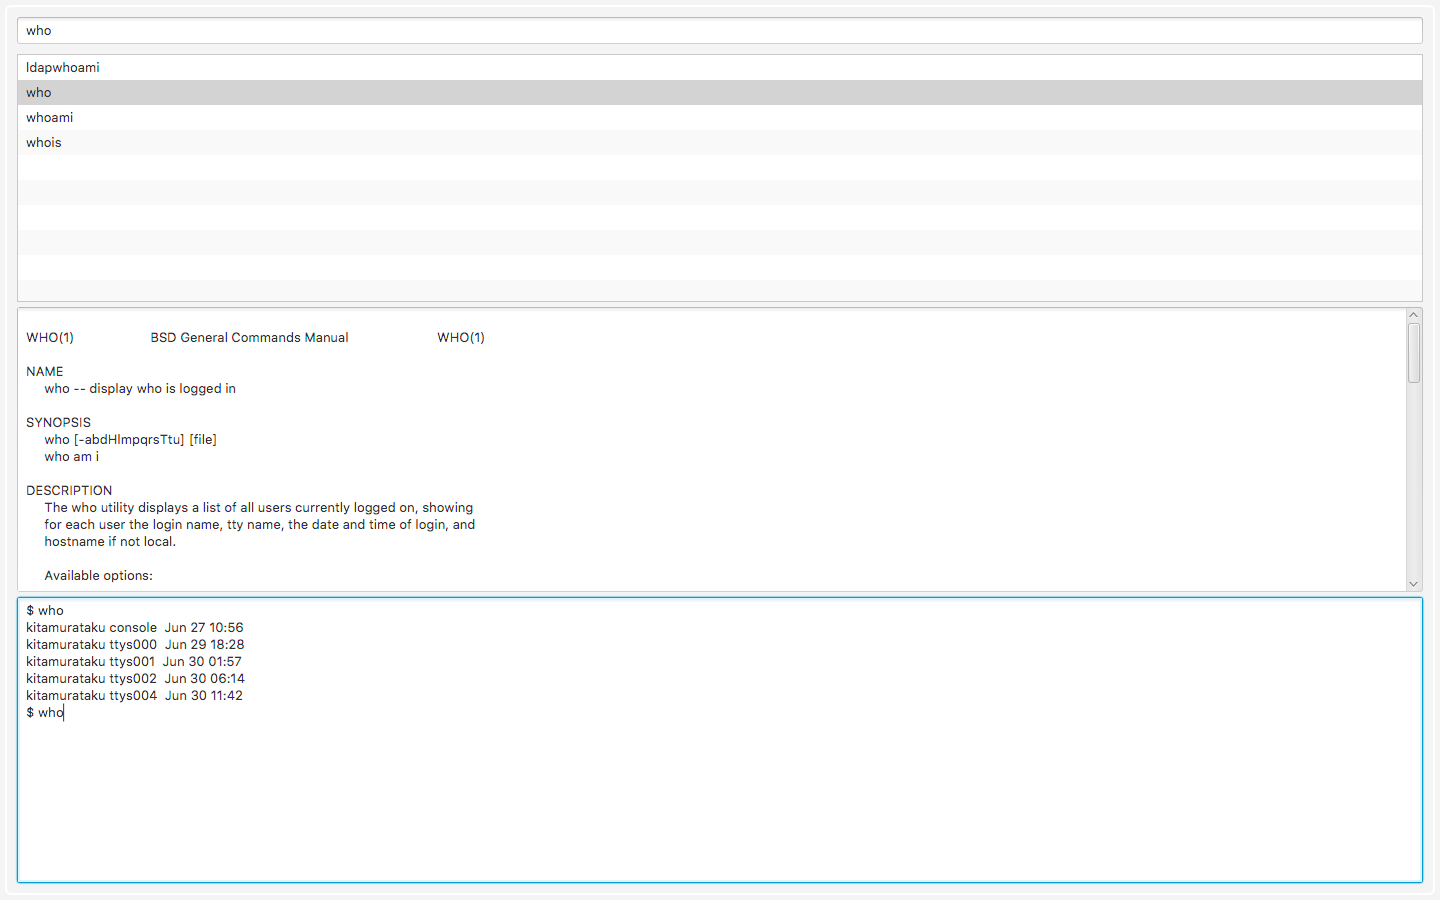 who
ldapwhoami
who
whoami
whois
WHO(1) BSD General Commands Manual WHO(1)
NAME
who -- display who is logged in
SYNOPSIS
who [-abdHlmpqrsTtu] [file]
who am i
DESCRIPTION
The who utility displays a list of all users currently logged on, showing
for each user the login name, tty name, the date and time of login, and
hostname if not local.
Available options:
$ who
kitamurataku console Jun 27 10:56
kitamurataku ttys000 Jun 29 18:28
kitamurataku ttys001 Jun 30 01:57
kitamurataku ttys002 Jun 30 06:14
kitamurataku ttys004 Jun 30 11:42
$ who